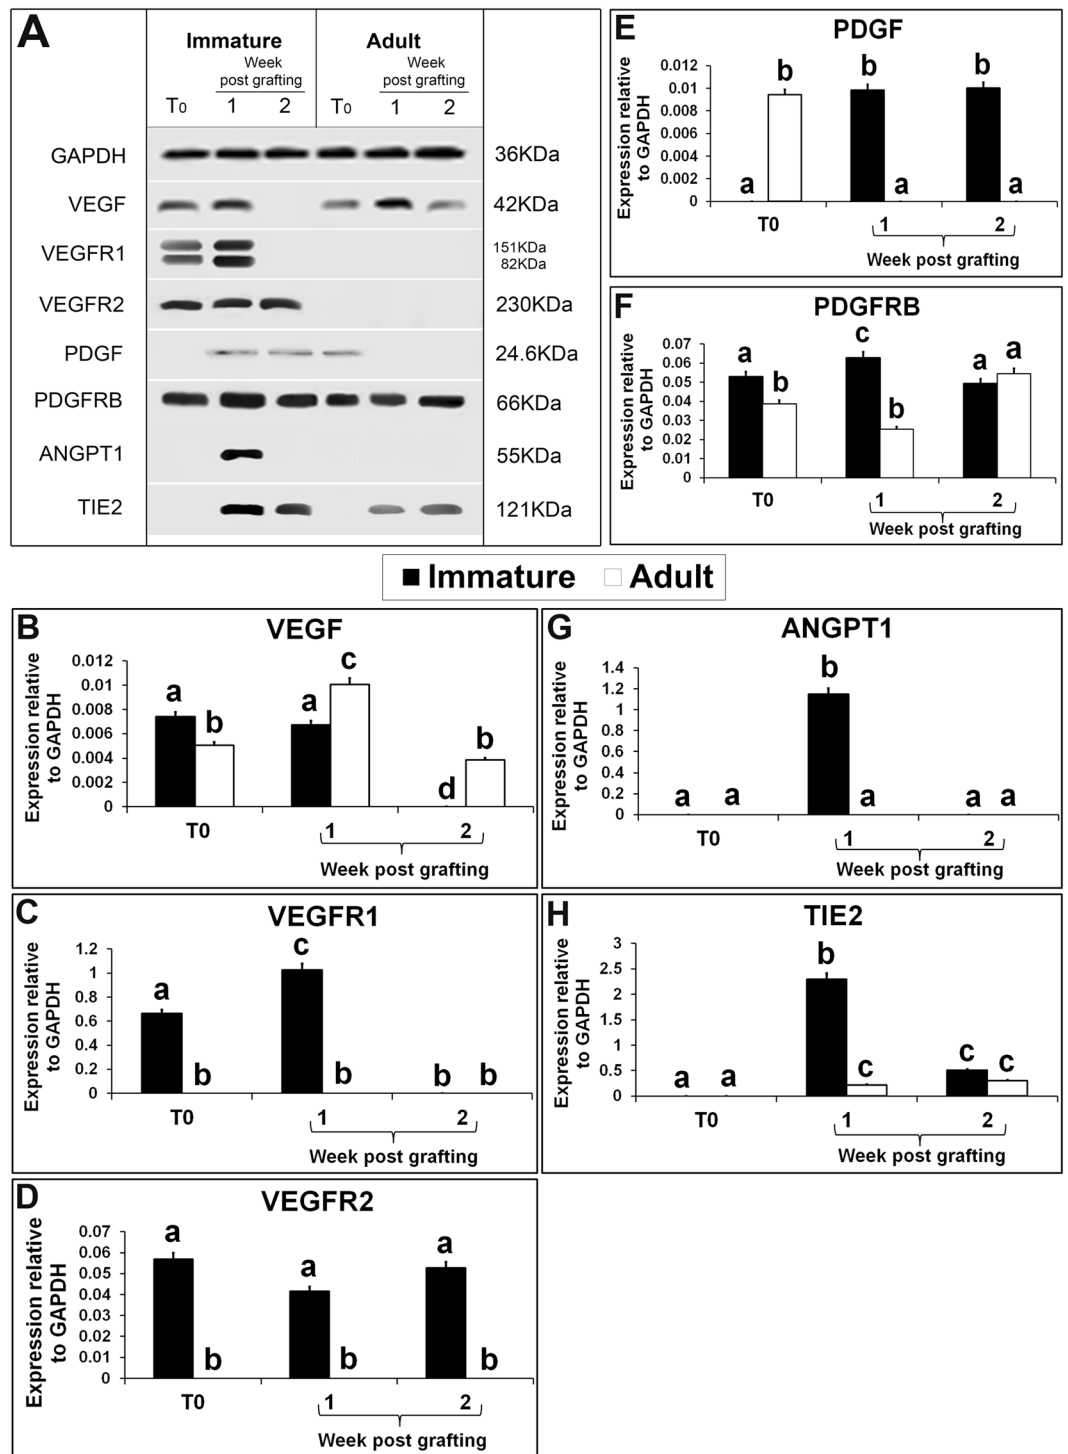 A
Immature Adult
Week post grafting Week post grafting
T0 1 2 T0 1 2
GAPDH 36KDa
VEGF 42KDa
VEGFR1 151KDa 82KDa
VEGFR2 230KDa
PDGF 24.6KDa
PDGFRB 66KDa
ANGPT1 55KDa
TIE2 121KDa
E
PDGF
Expression relative
to GAPDH
0.012
0.01
0.008
0.006
0.004
0.002
0
a b b a b a
T0 1 2
Week post grafting
F
PDGFRB
Expression relative
to GAPDH
0.07
0.06
0.05
0.04
0.03
0.02
0.01
0
a b c b a a
T0 1 2
Week post grafting
Immature Adult
B
VEGF
Expression relative
to GAPDH
0.012
0.01
0.008
0.006
0.004
0.002
0
a b a c d b
T0 1 2
Week post grafting
C
VEGFR1
Expression relative
to GAPDH
1.2
1
0.8
0.6
0.4
0.2
0
a b c b b b
T0 1 2
Week post grafting
D
VEGFR2
Expression relative
to GAPDH
0.07
0.06
0.05
0.04
0.03
0.02
0.01
0
a b a b a b
T0 1 2
Week post grafting
G
ANGPT1
Expression relative
to GAPDH
1.4
1.2
1
0.8
0.6
0.4
0.2
0
a a b a a a
T0 1 2
Week post grafting
H
TIE2
Expression relative
to GAPDH
3
2.5
2
1.5
1
0.5
0
a a b c c c
T0 1 2
Week post grafting